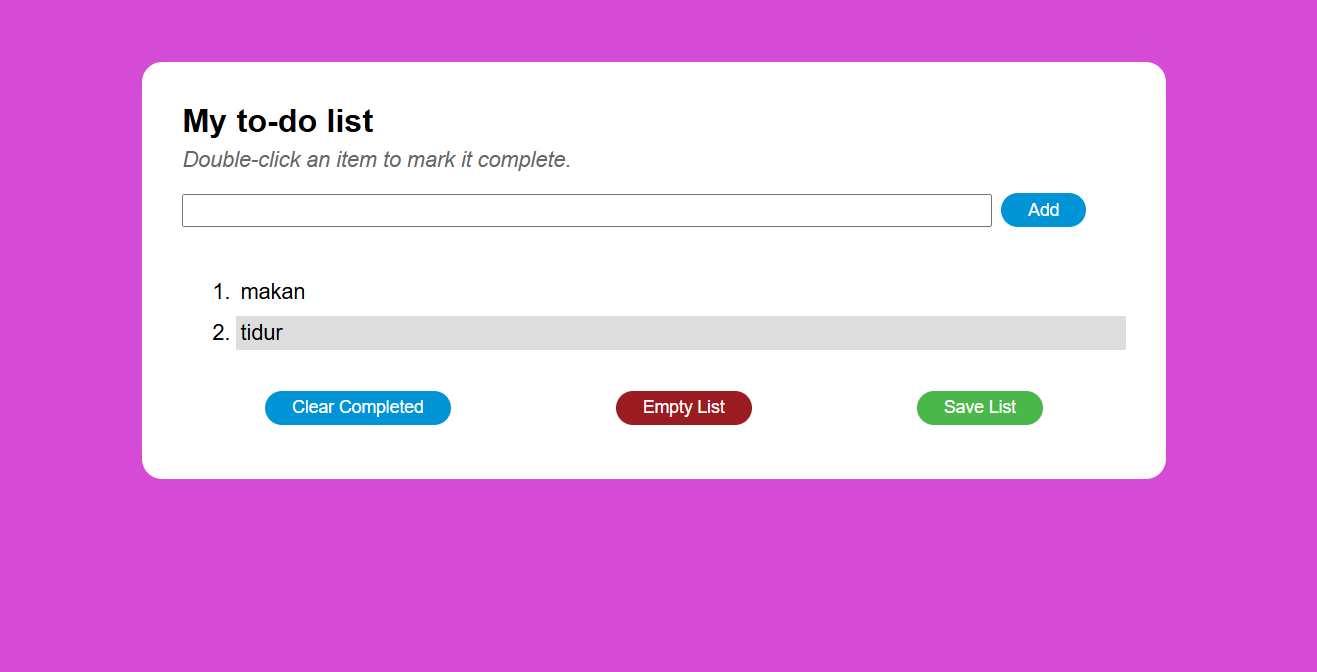 My to-do list
Double-click an item to mark it complete.
Add
1. makan
2. tidur
Clear Completed Empty List Save List